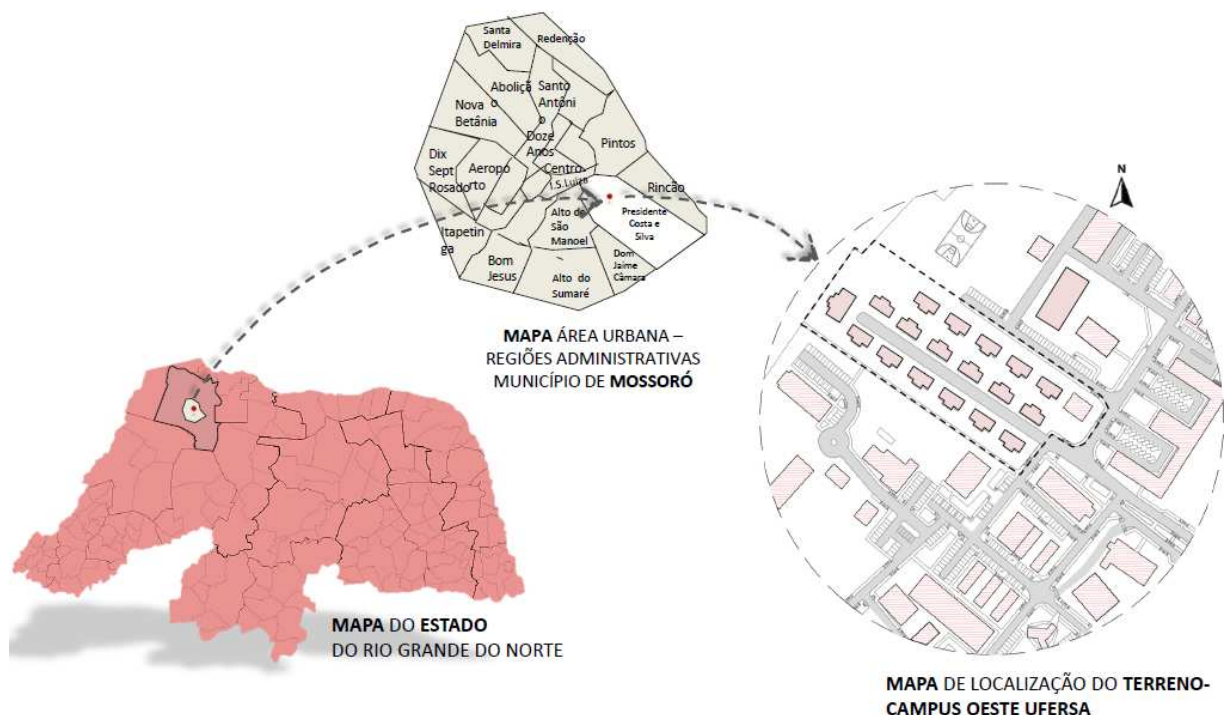 Santa
Delmira
Redenção
Aboliçã
o
Santo
Antôni
o
Nova
Betânia
Doze
Anos
Pintos
Dix
Sept
Rosado
Aeropo
rto
Centro
I.S.Luiza
Rincão
Presidente
Costa e
Silva
Alto de
São
Manoel
Itapetin
ga
Bom
Jesus
Dom
Jaime
Câmara
Alto do
Sumaré
N
MAPA ÁREA URBANA –
REGIÕES ADMINISTRATIVAS
MUNICÍPIO DE MOSSORÓ
MAPA DO ESTADO
DO RIO GRANDE DO NORTE
MAPA DE LOCALIZAÇÃO DO TERRENO-
CAMPUS OESTE UFERSA